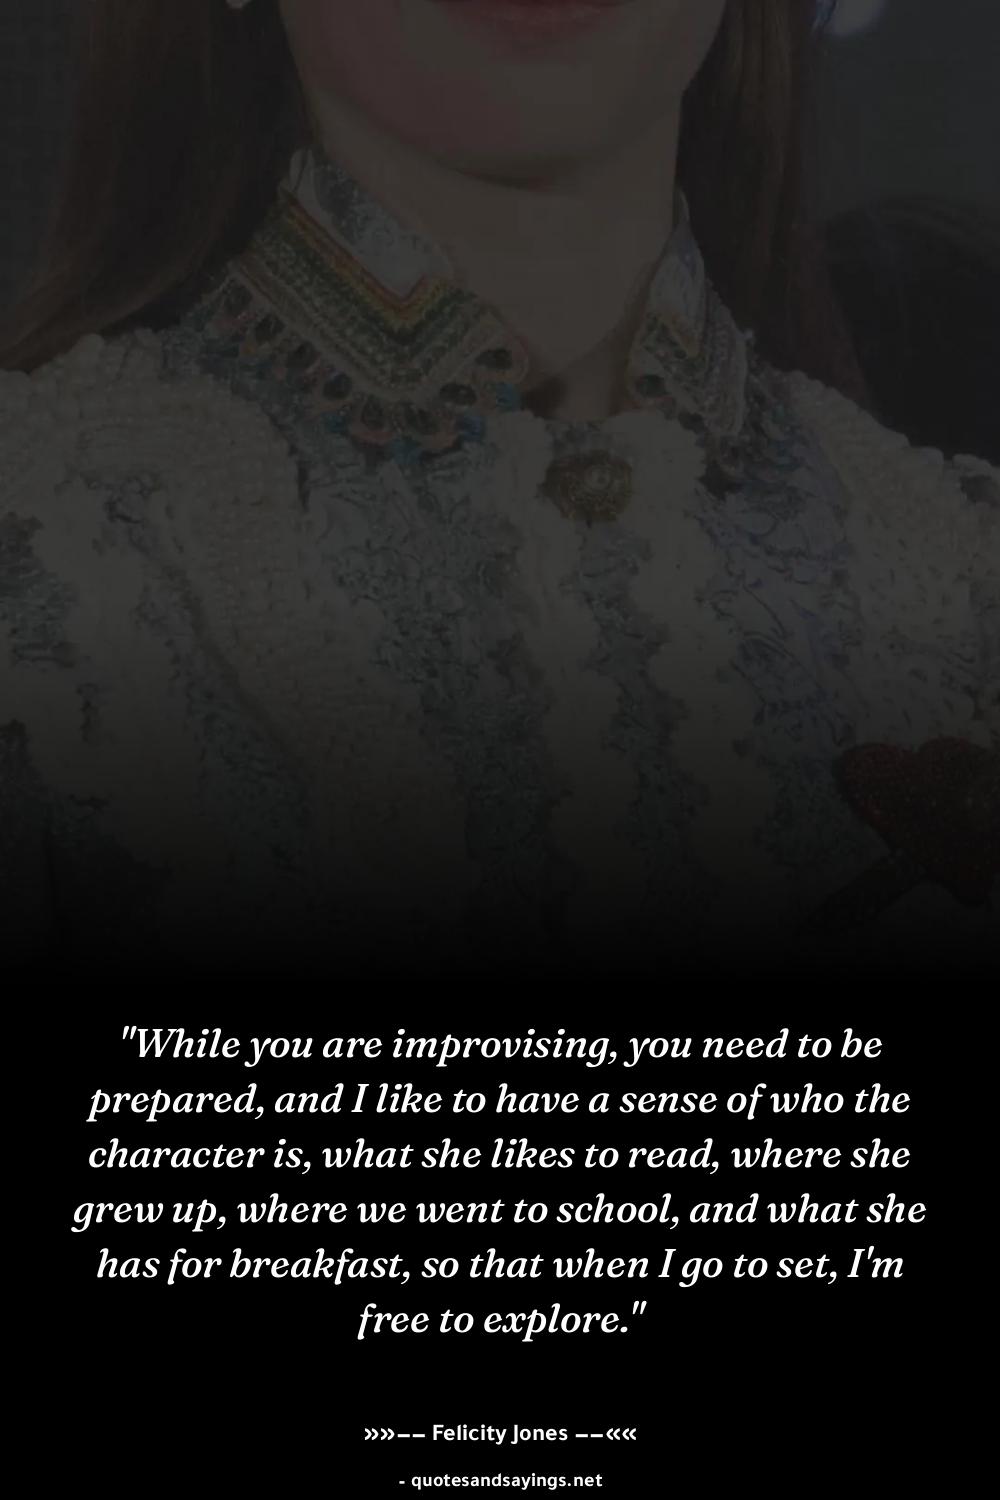 "While you are improvising, you need to be
prepared, and I like to have a sense of who the
character is, what she likes to read, where she
grew up, where we went to school, and what she
has for breakfast, so that when I go to set, I'm
free to explore."
»»–– Felicity Jones ––««
- quotesandsayings.net